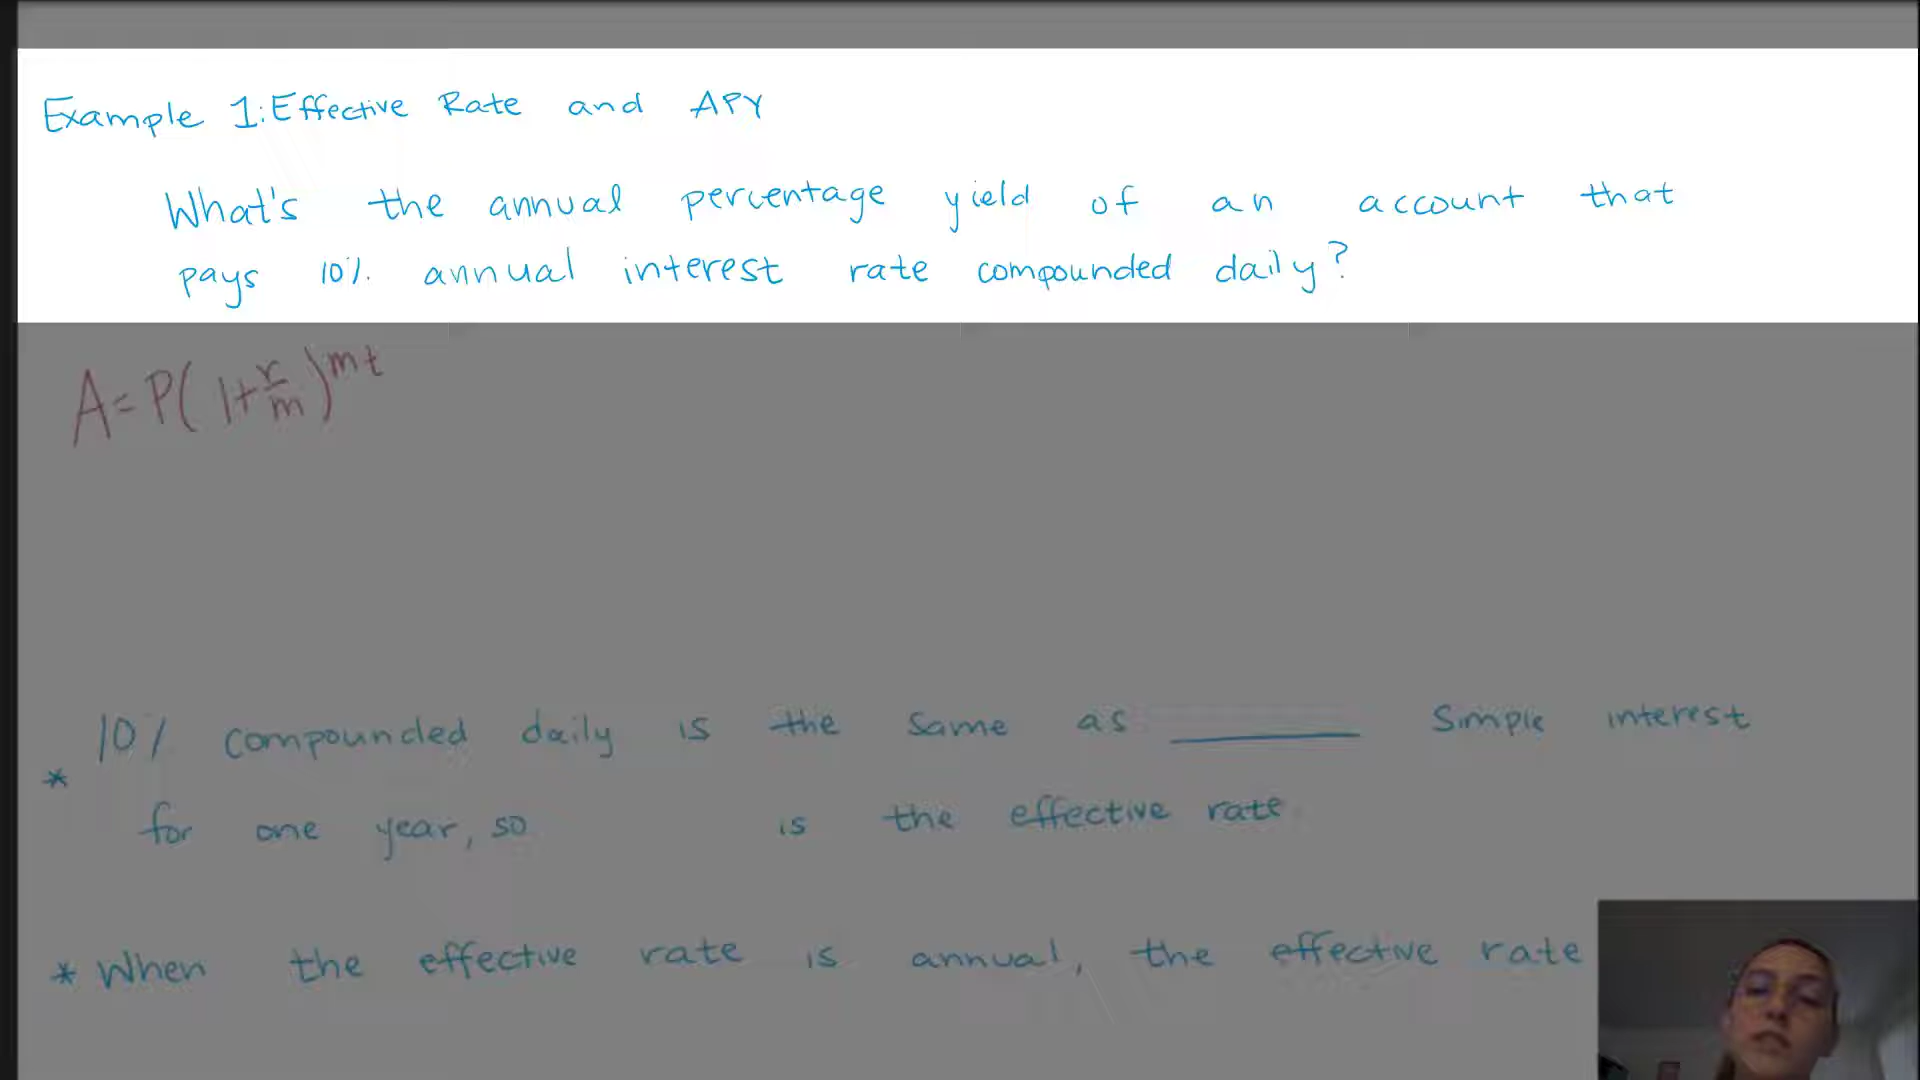 Example 1: Effective Rate and APY
What's the annual percentage yield of an account that
pays 10% annual interest rate compounded daily?
A=P(1+r/m)^mt
10% compounded daily is the same as ______ simple interest
*
for one year, so is the effective rate.
* When the effective rate is annual, the effective rate